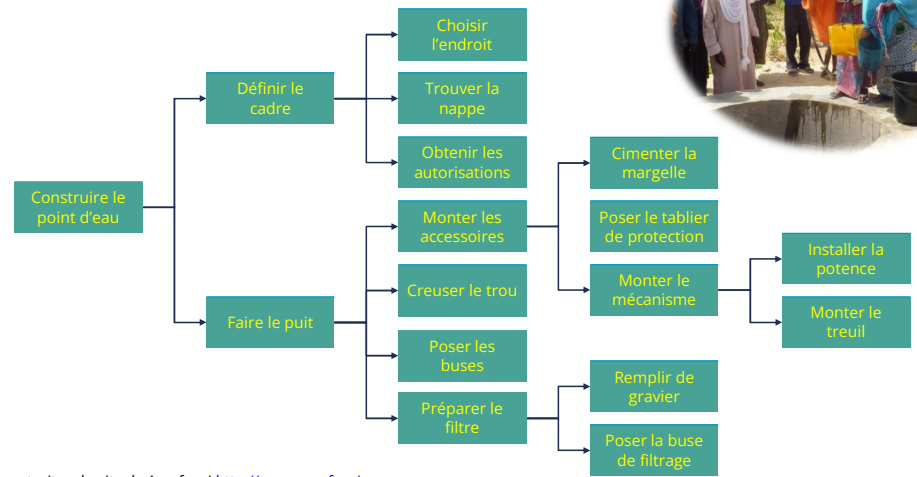 Choisir
l'endroit
Définir le
cadre
Trouver la
nappe
Obtenir les
autorisations
Cimenter la
margelle
Construire le
point d'eau
Monter les
accessoires
Poser le tablier
de protection
Installer la
potence
Creuser le trou
Monter le
mécanisme
Faire le puit
Monter le
treuil
Poser les
buses
Remplir de
gravier
Préparer le
filtre
Poser la buse
de filtrage